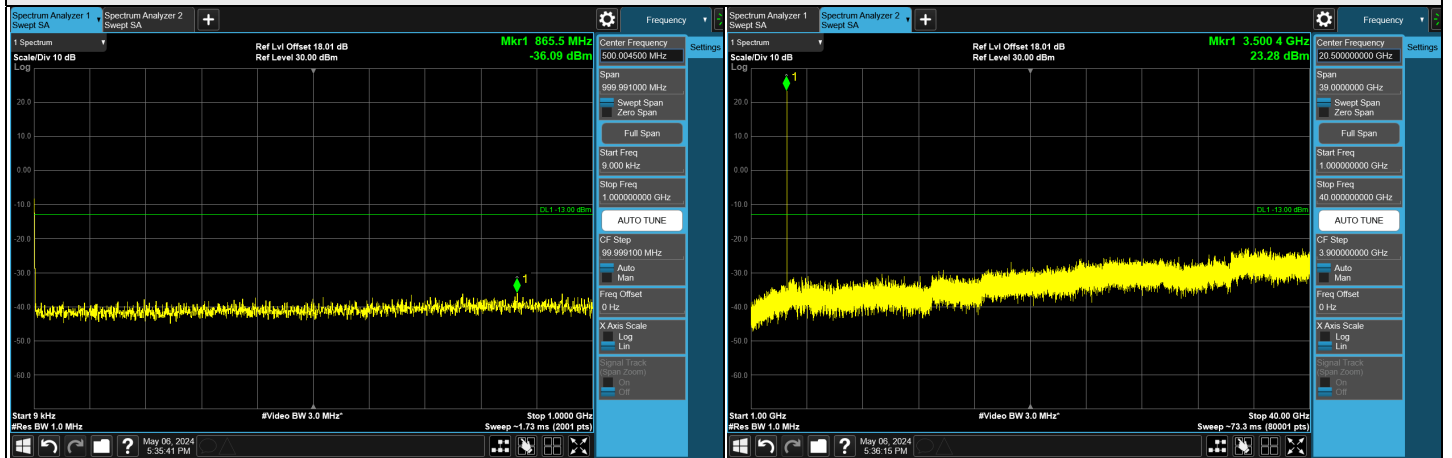 Spectrum Analyzer 1
Swept SA
Spectrum Analyzer 2
Swept SA
+
Frequency
1 Spectrum
Scale/Div 10 dB
Log
Ref Lvl Offset 18.01 dB
Ref Level 30.00 dBm
Mkr1 865.5 MHz
-36.09 dBm
1
20.0
10.0
0.00
-10.0
-20.0
-30.0
-40.0
-50.0
-60.0
DL1 -13.00 dBm
1
Start 9 kHz
#Res BW 1.0 MHz
#Video BW 3.0 MHz*
Stop 1.0000 GHz
Sweep ~1.73 ms (2001 pts)
Settings
Center Frequency
500.004500 MHz
Span
999.991000 MHz
Swept Span
Zero Span
Full Span
Start Freq
9.000 kHz
Stop Freq
1.000000000 GHz
AUTO TUNE
CF Step
99.999100 MHz
Auto
Man
Freq Offset
0 Hz
X Axis Scale
Log
Lin
Signal Track
(Span Zoom)
On
Off
?
May 06, 2024
5:35:41 PM
Spectrum Analyzer 1
Swept SA
Spectrum Analyzer 2
Swept SA
+
Frequency
1 Spectrum
Scale/Div 10 dB
Log
Ref Lvl Offset 18.01 dB
Ref Level 30.00 dBm
Mkr1 3.500 4 GHz
23.28 dBm
1
20.0
10.0
0.00
-10.0
-20.0
-30.0
-40.0
-50.0
-60.0
DL1 -13.00 dBm
Start 1.00 GHz
#Res BW 1.0 MHz
#Video BW 3.0 MHz*
Stop 40.00 GHz
Sweep ~73.3 ms (80001 pts)
Settings
Center Frequency
20.500000000 GHz
Span
39.0000000 GHz
Swept Span
Zero Span
Full Span
Start Freq
1.000000000 GHz
Stop Freq
40.000000000 GHz
AUTO TUNE
CF Step
3.900000000 GHz
Auto
Man
Freq Offset
0 Hz
X Axis Scale
Log
Lin
Signal Track
(Span Zoom)
On
Off
?
May 06, 2024
5:36:15 PM